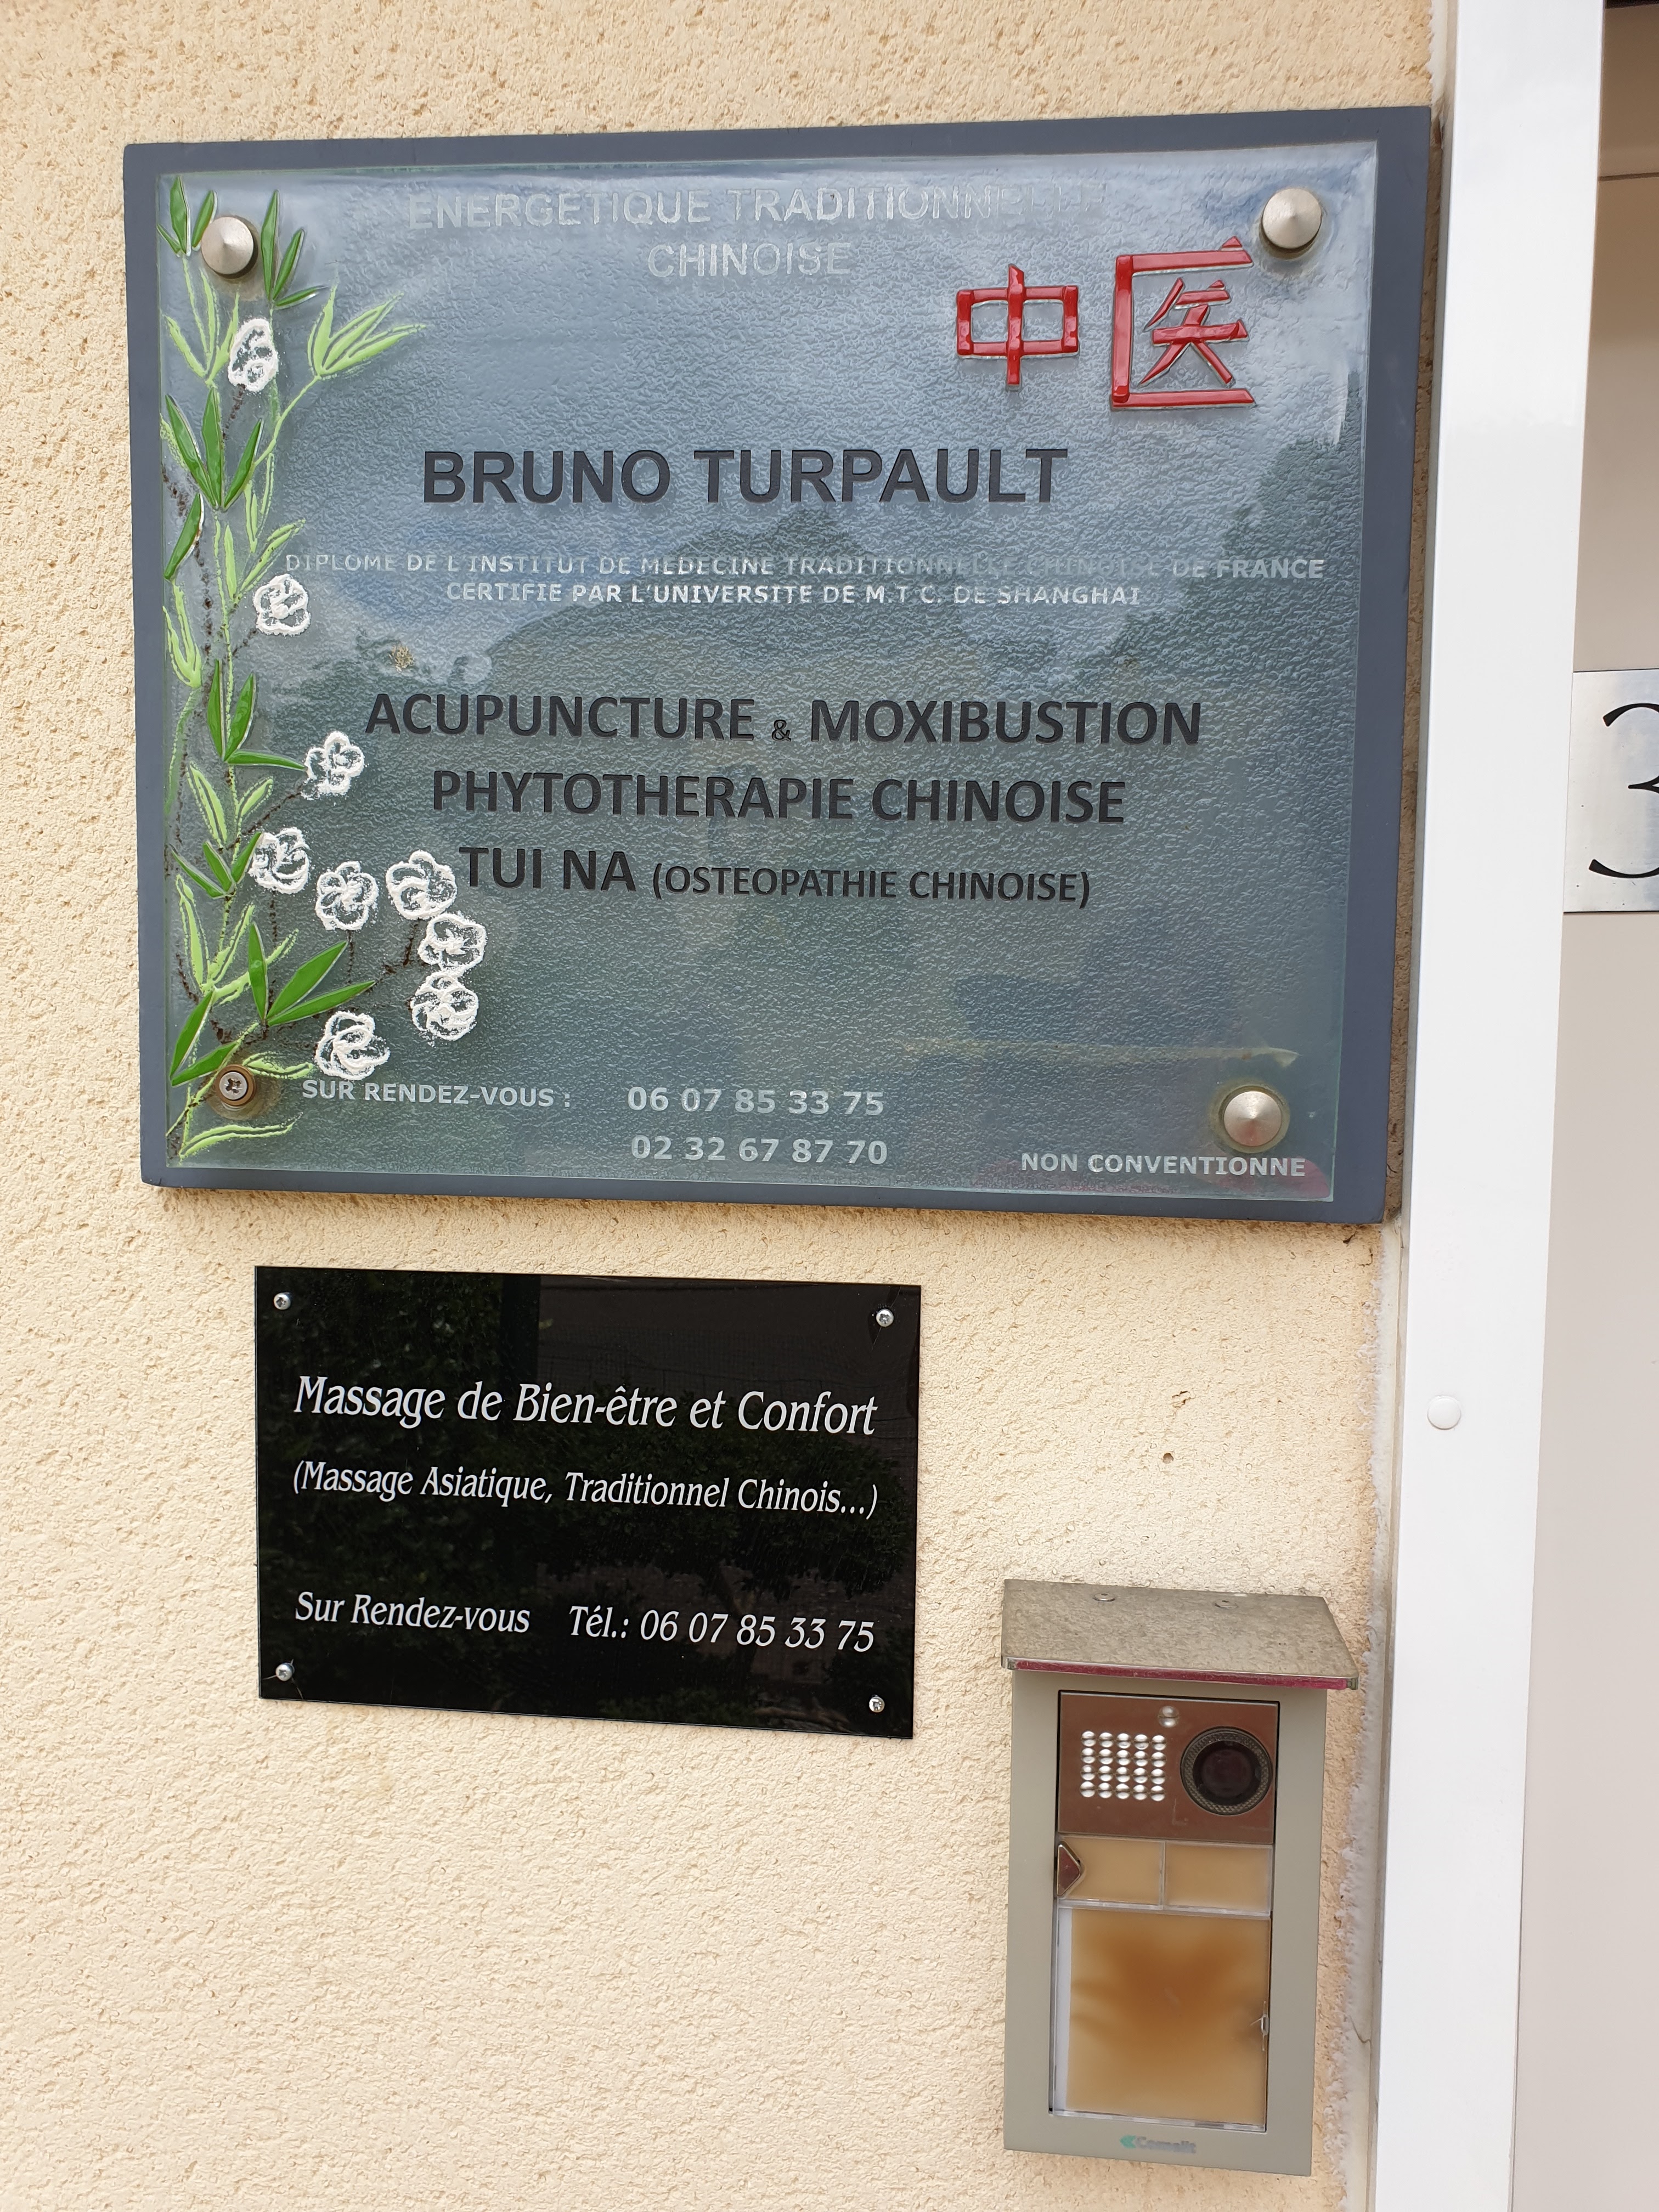 ENERGETIQUE TRADITIONNELLE
CHINOISE
中医
BRUNO TURPAULT
DIPLOME DE L'INSTITUT DE MEDECINE TRADITIONNELLE CHINOISE DE FRANCE
CERTIFIE PAR L'UNIVERSITE DE M.T.C. DE SHANGHAI
ACUPUNCTURE & MOXIBUSTION
PHYTOTHERAPIE CHINOISE
TUI NA (OSTEOPATHIE CHINOISE)
SUR RENDEZ-VOUS : 06 07 85 33 75
02 32 67 87 70
NON CONVENTIONNE
3
Massage de Bien-être et Confort
(Massage Asiatique, Traditionnel Chinois...)
Sur Rendez-vous Tél.: 06 07 85 33 75
Comelit